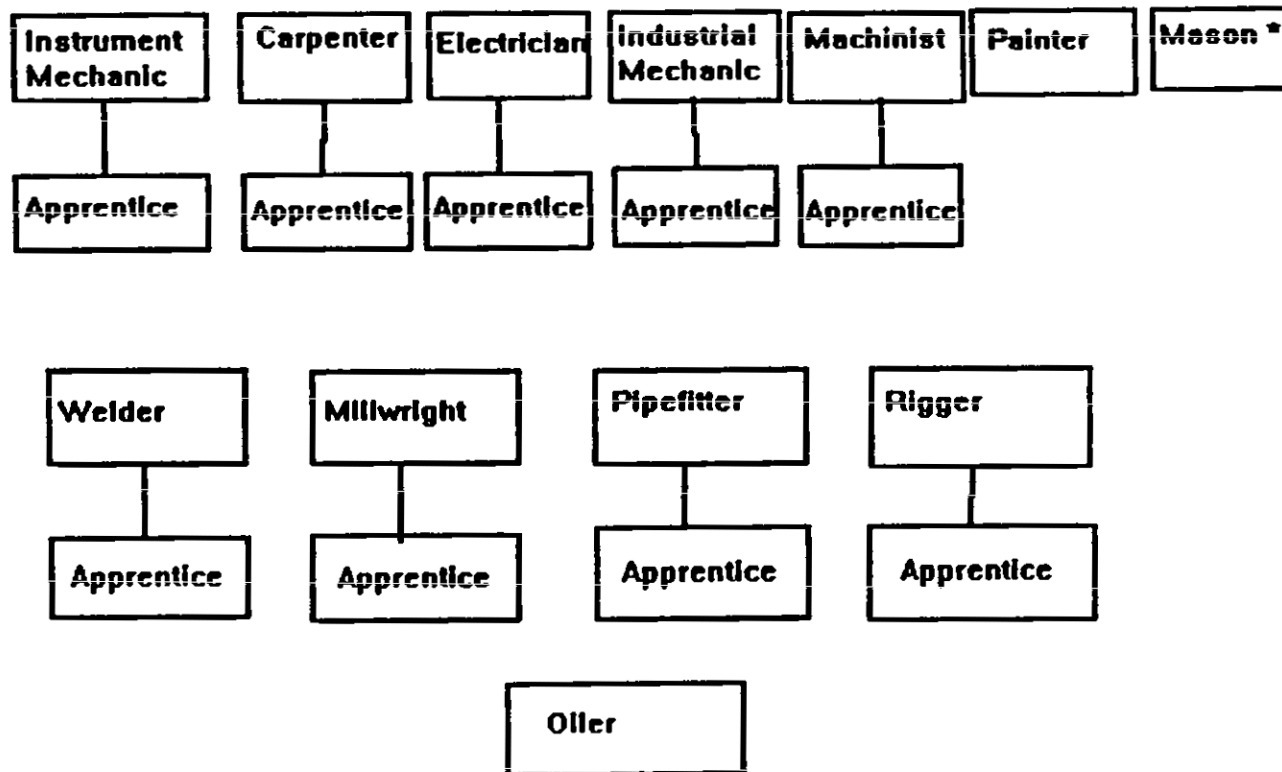 Instrument
Mechanic
Carpenter
Electrician
Industrial
Mechanic
Machinist
Painter
Mason *
Apprentice
Apprentice
Apprentice
Apprentice
Apprentice
Welder
Millwright
Pipefitter
Rigger
Apprentice
Apprentice
Apprentice
Apprentice
Oiler